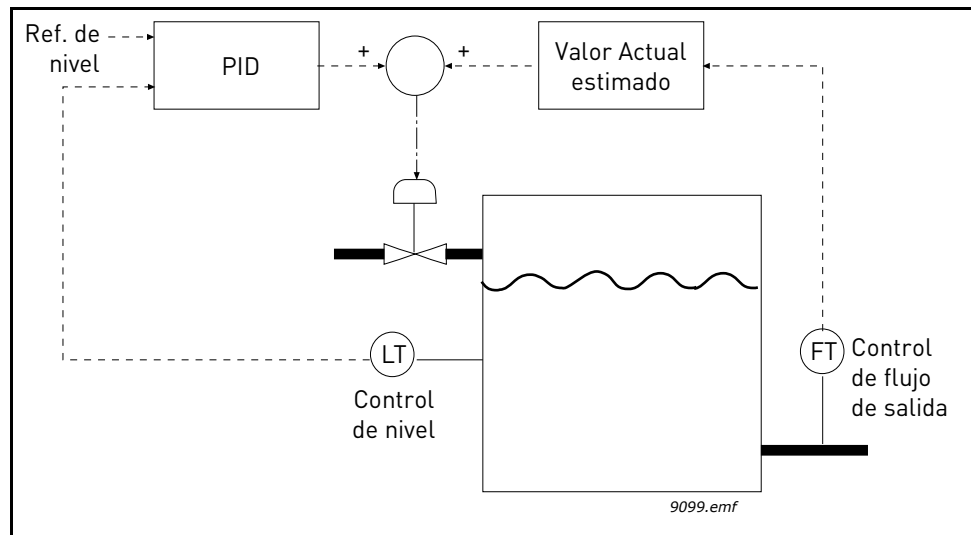 Ref. de
nivel
PID
+
+
Valor Actual
estimado
LT
Control
de nivel
FT
Control
de flujo
de salida
9099.emf